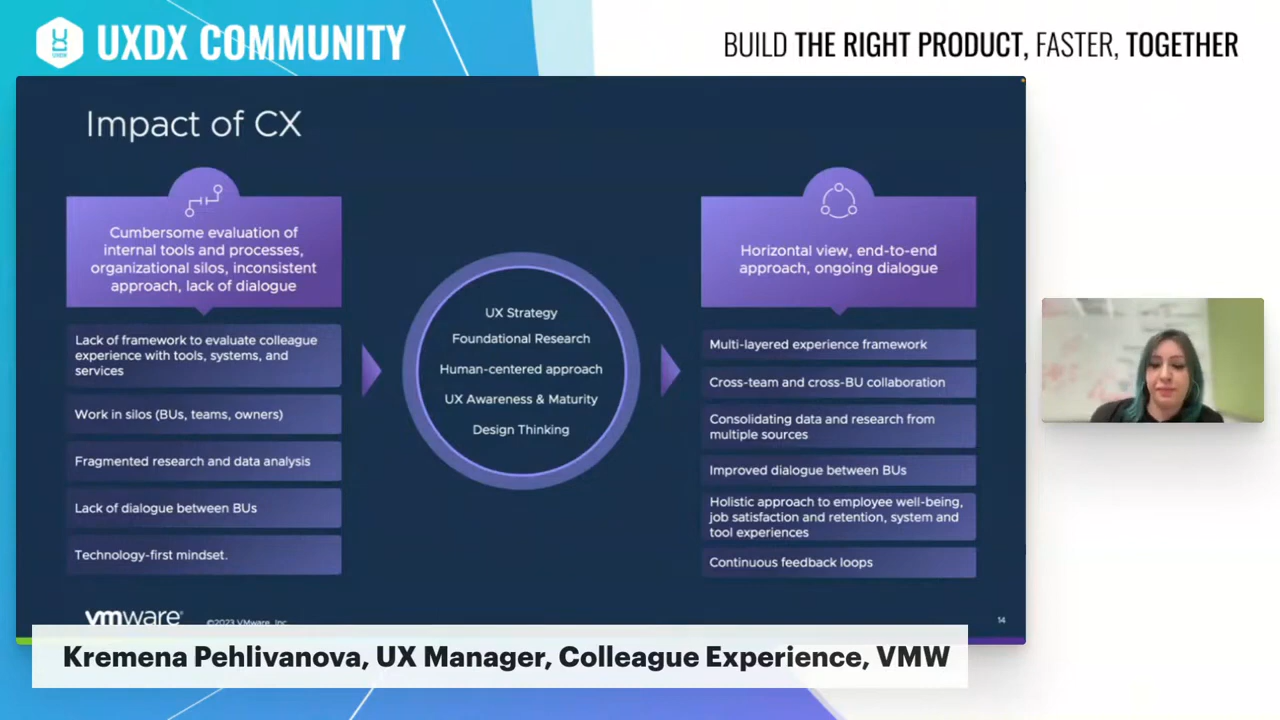 UXDX COMMUNITY
BUILD THE RIGHT PRODUCT, FASTER, TOGETHER
Impact of CX
Cumbersome evaluation of
internal tools and processes,
organizational silos, inconsistent
approach, lack of dialogue
Lack of framework to evaluate colleague
experience with tools, systems, and
services
Work in silos (BUs, teams, owners)
Fragmented research and data analysis
Lack of dialogue between BUs
Technology-first mindset.
UX Strategy
Foundational Research
Human-centered approach
UX Awareness & Maturity
Design Thinking
Horizontal view, end-to-end
approach, ongoing dialogue
Multi-layered experience framework
Cross-team and cross-BU collaboration
Consolidating data and research from
multiple sources
Improved dialogue between BUs
Holistic approach to employee well-being,
job satisfaction and retention, system and
tool experiences
Continuous feedback loops
vmware®
©2023 VMware, Inc.
14
Kremena Pehlivanova, UX Manager, Colleague Experience, VMW